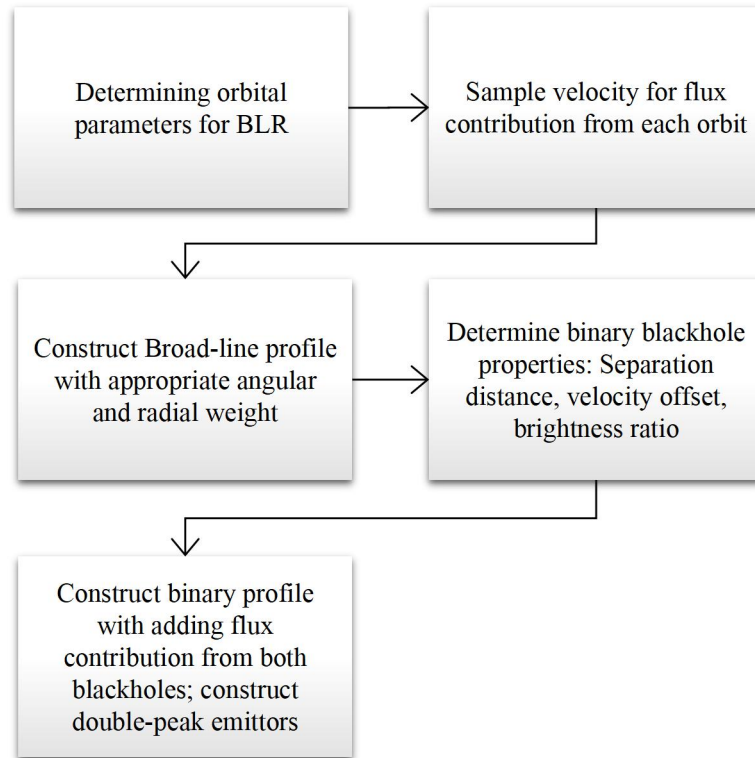 Determining orbital
parameters for BLR
Sample velocity for flux
contribution from each orbit
Construct Broad-line profile
with appropriate angular
and radial weight
Determine binary blackhole
properties: Separation
distance, velocity offset,
brightness ratio
Construct binary profile
with adding flux
contribution from both
blackholes; construct
double-peak emittors